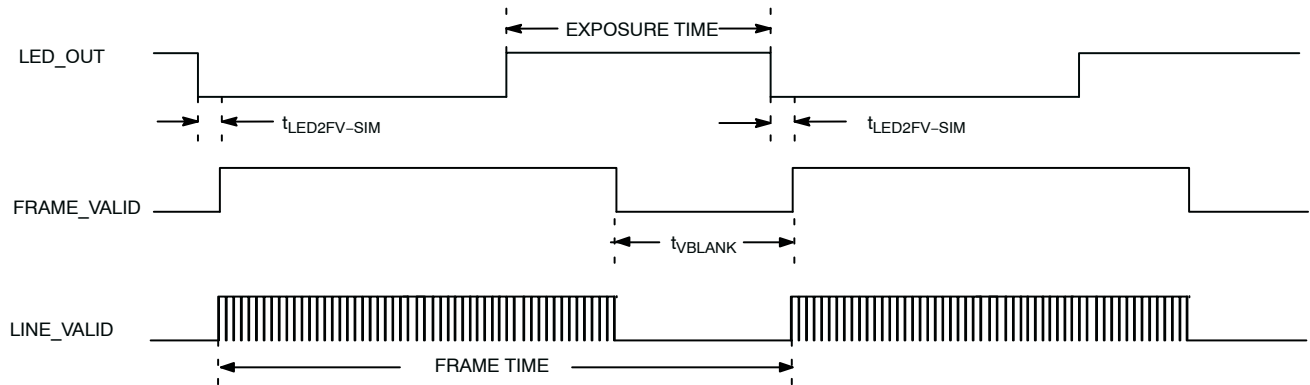 EXPOSURE TIME
LED_OUT
tLED2FV–SIM
tLED2FV–SIM
FRAME_VALID
tVBLANK
LINE_VALID
FRAME TIME